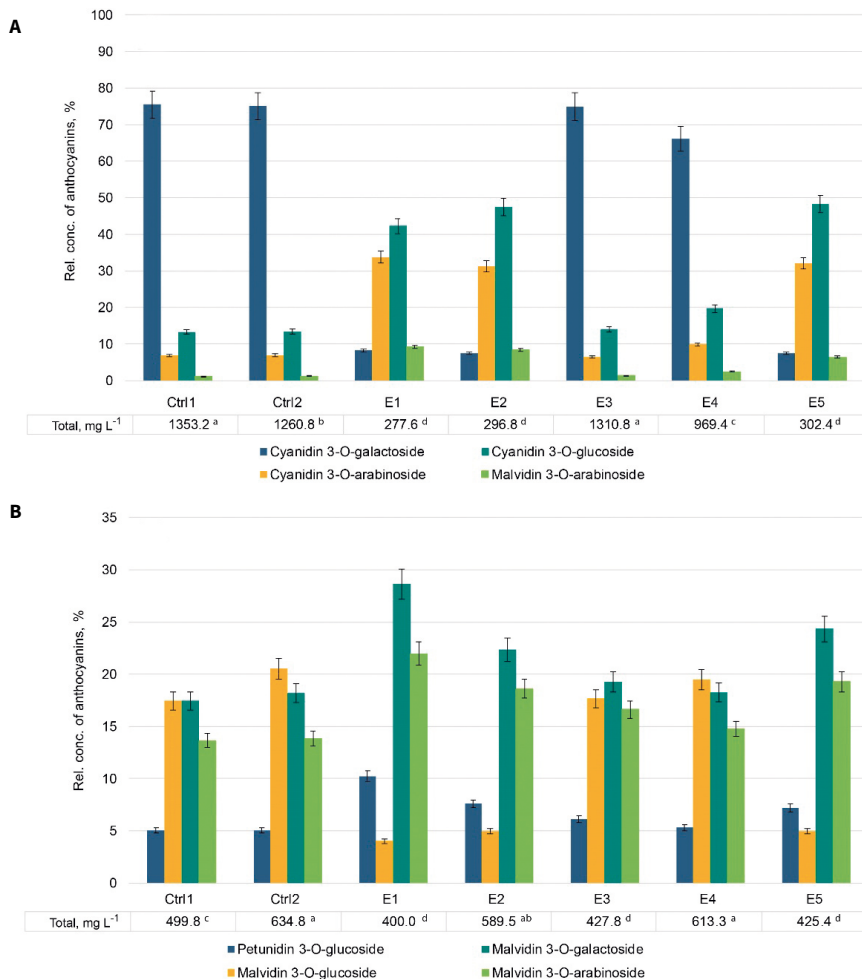 A
100
90
80
70
60
50
40
30
20
10
0
Rel. conc. of anthocyanins, %
Ctrl1 Ctrl2 E1 E2 E3 E4 E5
Total, mg L⁻¹ 1353.2 ᵃ 1260.8 ᵇ 277.6 ᵈ 296.8 ᵈ 1310.8 ᵃ 969.4 ᶜ 302.4 ᵈ
Cyanidin 3-O-galactoside Cyanidin 3-O-glucoside
Cyanidin 3-O-arabinoside Malvidin 3-O-arabinoside
B
35
30
25
20
15
10
5
0
Rel. conc. of anthocyanins, %
Ctrl1 Ctrl2 E1 E2 E3 E4 E5
Total, mg L⁻¹ 499.8 ᶜ 634.8 ᵃ 400.0 ᵈ 589.5 ᵃᵇ 427.8 ᵈ 613.3 ᵃ 425.4 ᵈ
Petunidin 3-O-glucoside Malvidin 3-O-galactoside
Malvidin 3-O-glucoside Malvidin 3-O-arabinoside